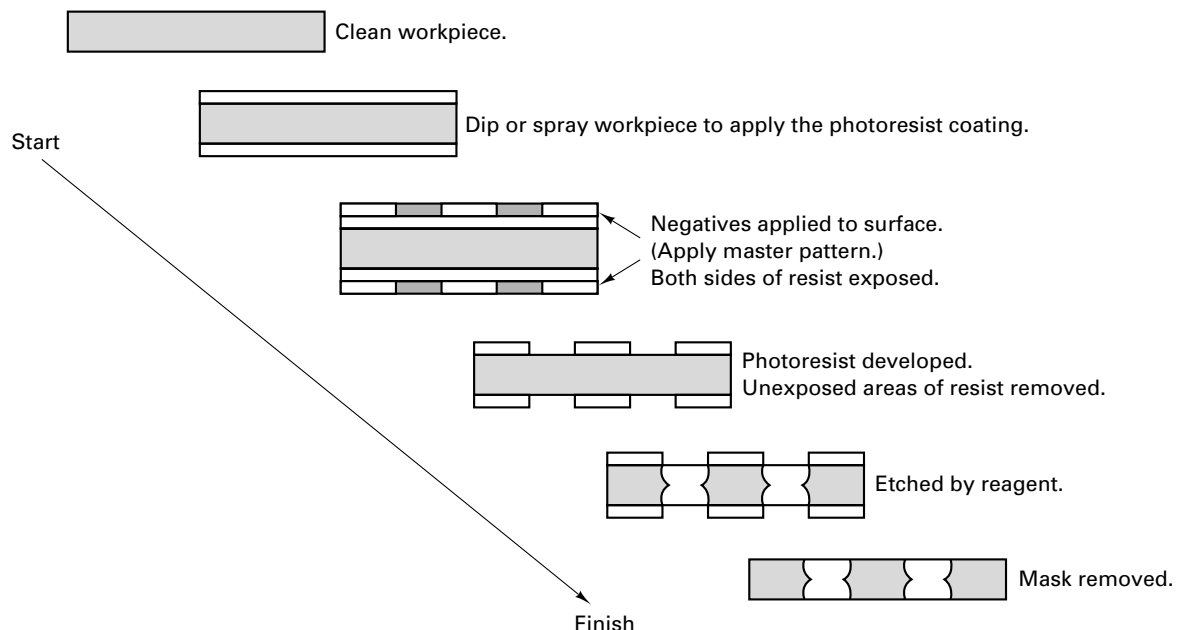 Clean workpiece.
Dip or spray workpiece to apply the photoresist coating.
Start
Negatives applied to surface.
(Apply master pattern.)
Both sides of resist exposed.
Photoresist developed.
Unexposed areas of resist removed.
Etched by reagent.
Mask removed.
Finish